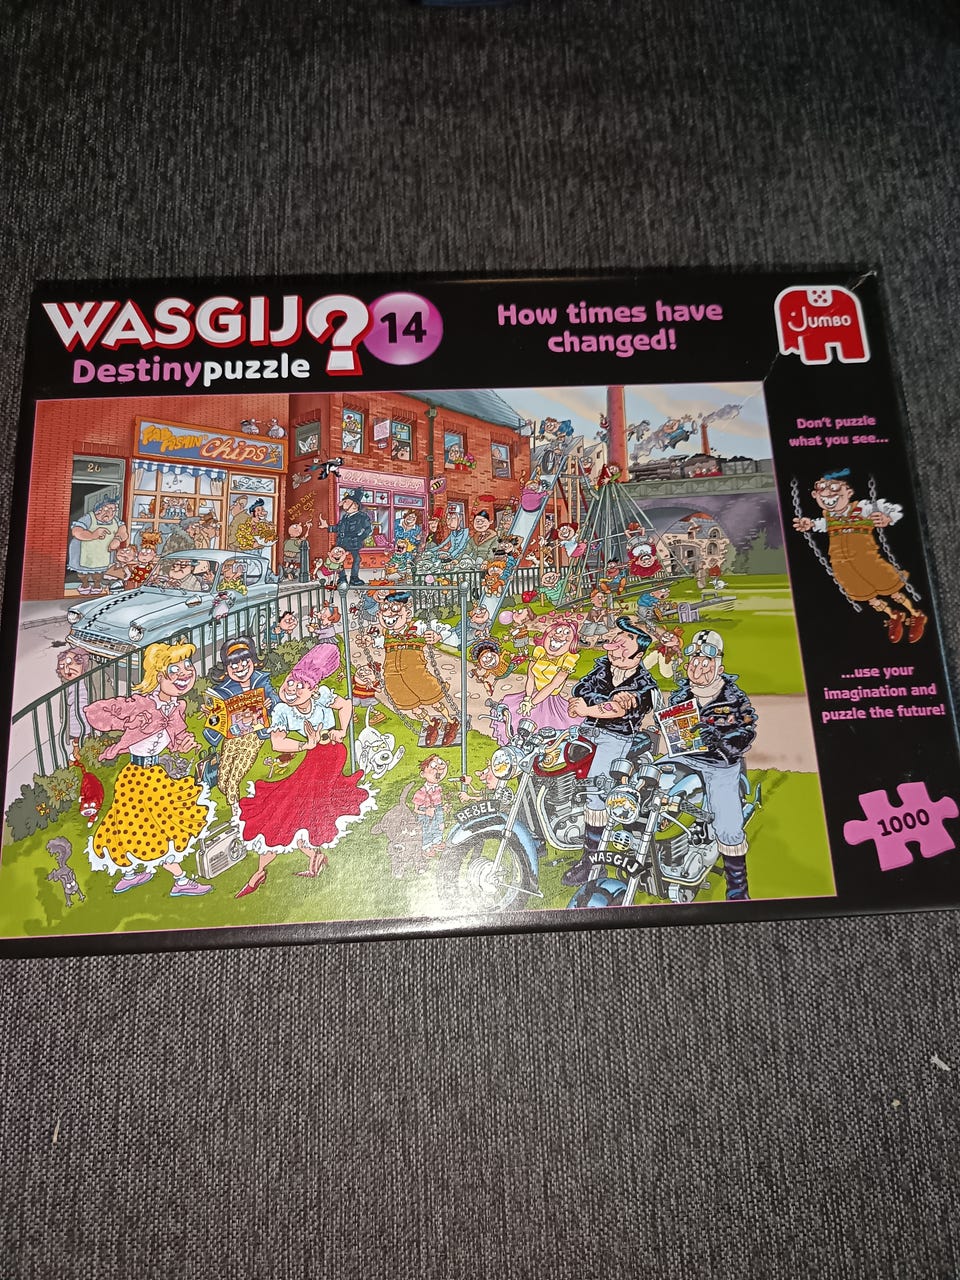 WASGIJ?
14
Destinypuzzle
How times have
changed!
Jumbo
Don't puzzle
what you see...
...use your
imagination and
puzzle the future!
1000
Chips
20
REBEL
WASGIJ